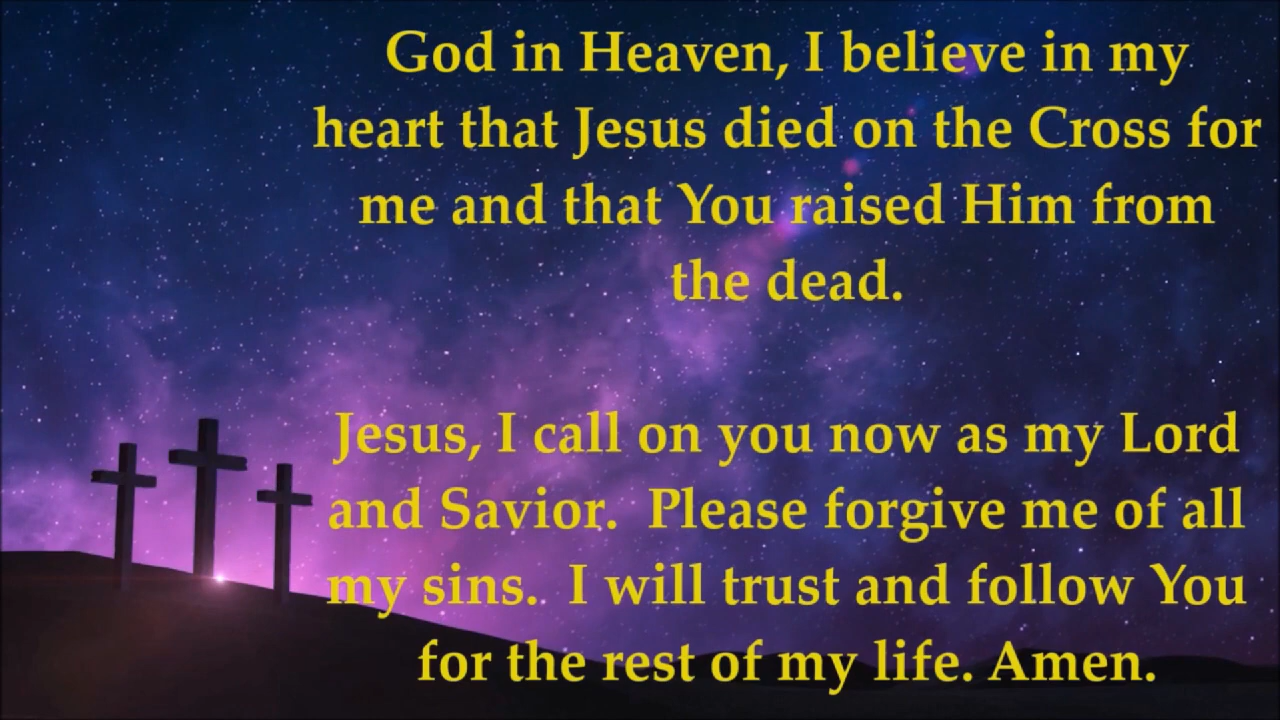 God in Heaven, I believe in my
heart that Jesus died on the Cross for
me and that You raised Him from
the dead.
Jesus, I call on you now as my Lord
and Savior.  Please forgive me of all
my sins.  I will trust and follow You
for the rest of my life. Amen.